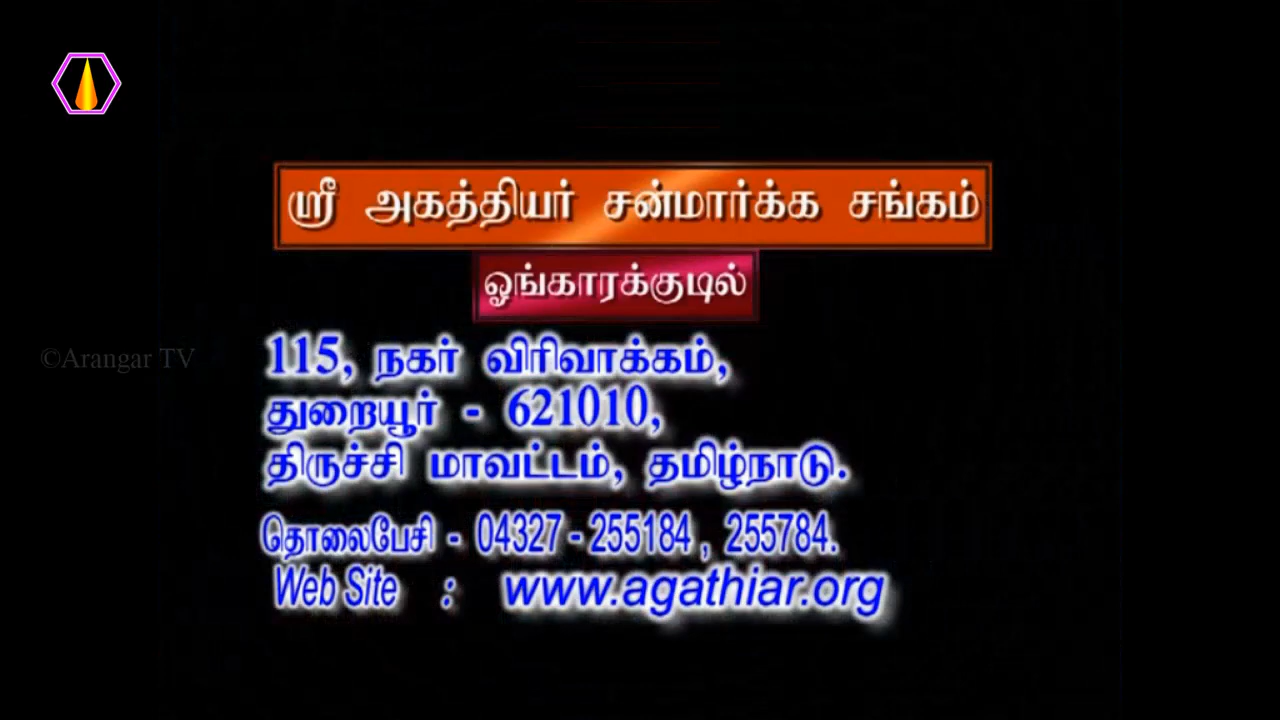 ஸ்ரீ அகத்தியர் சன்மார்க்க சங்கம்
ஓங்காரக்குடில்
©Arangar TV
115, நகர் விரிவாக்கம்,
துறையூர் - 621010,
திருச்சி மாவட்டம், தமிழ்நாடு.
தொலைபேசி - 04327 - 255184 , 255784.
Web Site : www.agathiar.org